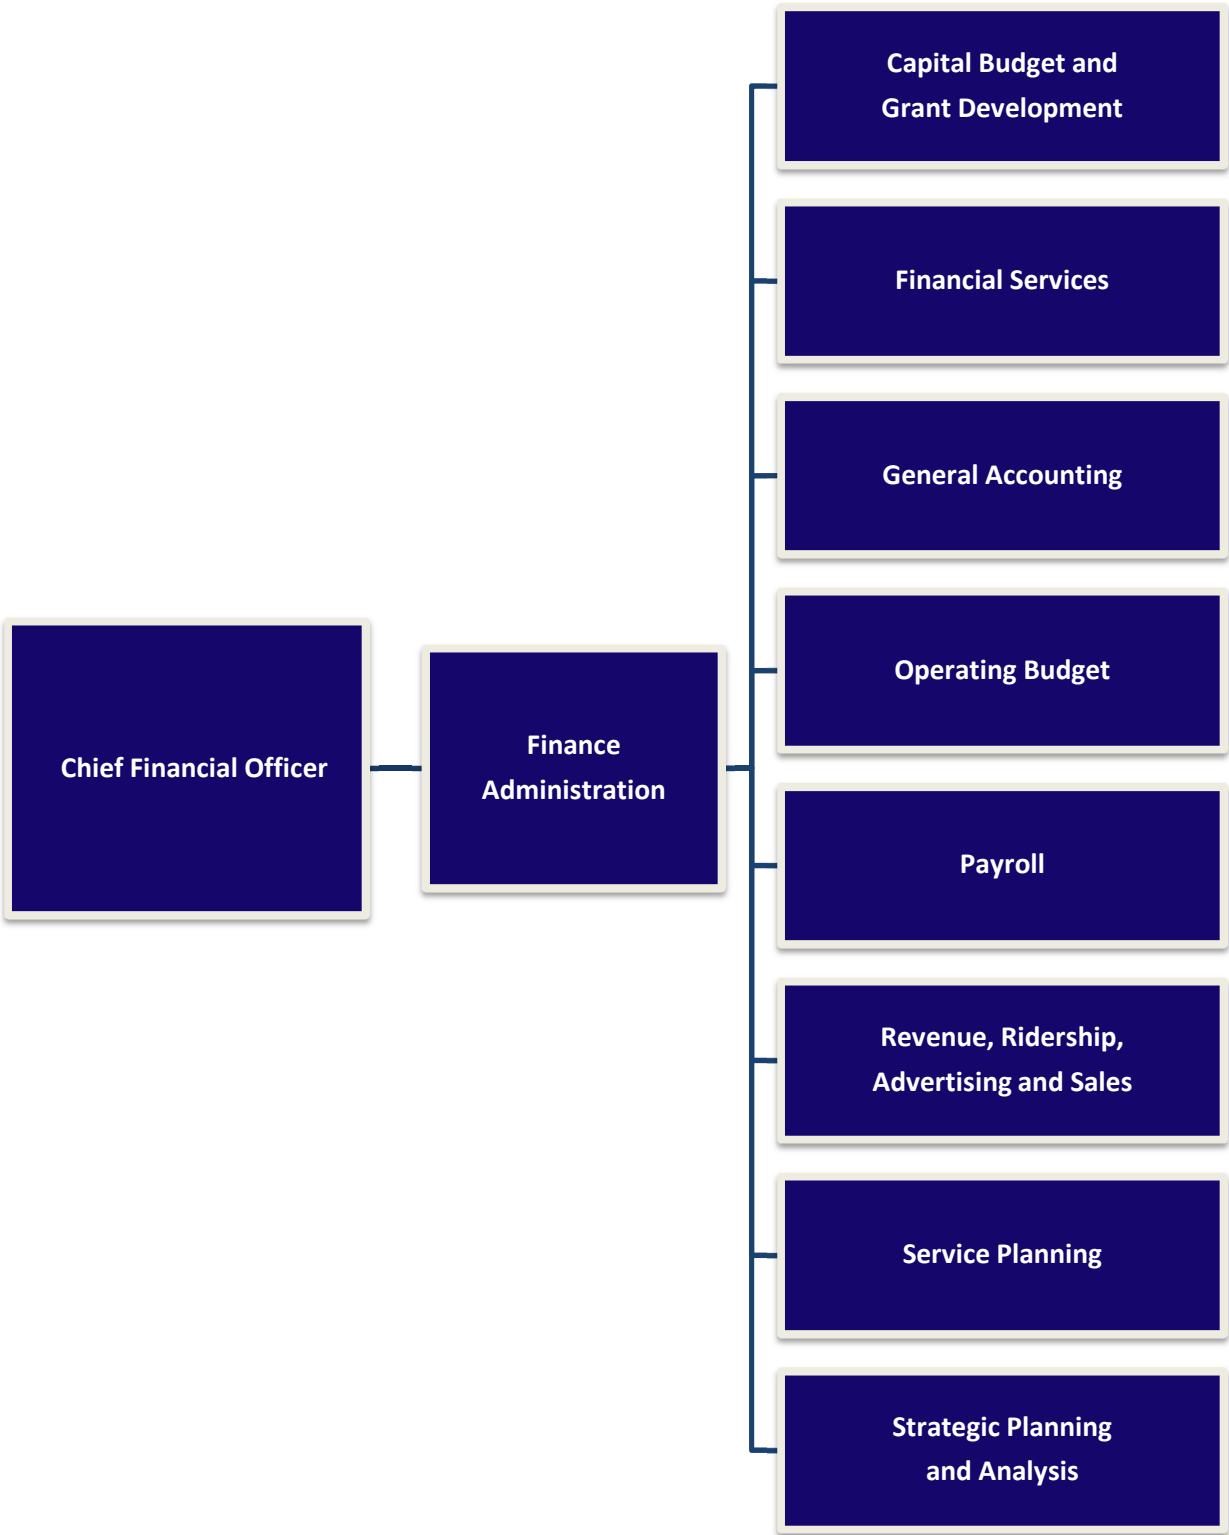 Capital Budget and
Grant Development
Financial Services
General Accounting
Operating Budget
Chief Financial Officer
Finance
Administration
Payroll
Revenue, Ridership,
Advertising and Sales
Service Planning
Strategic Planning
and Analysis